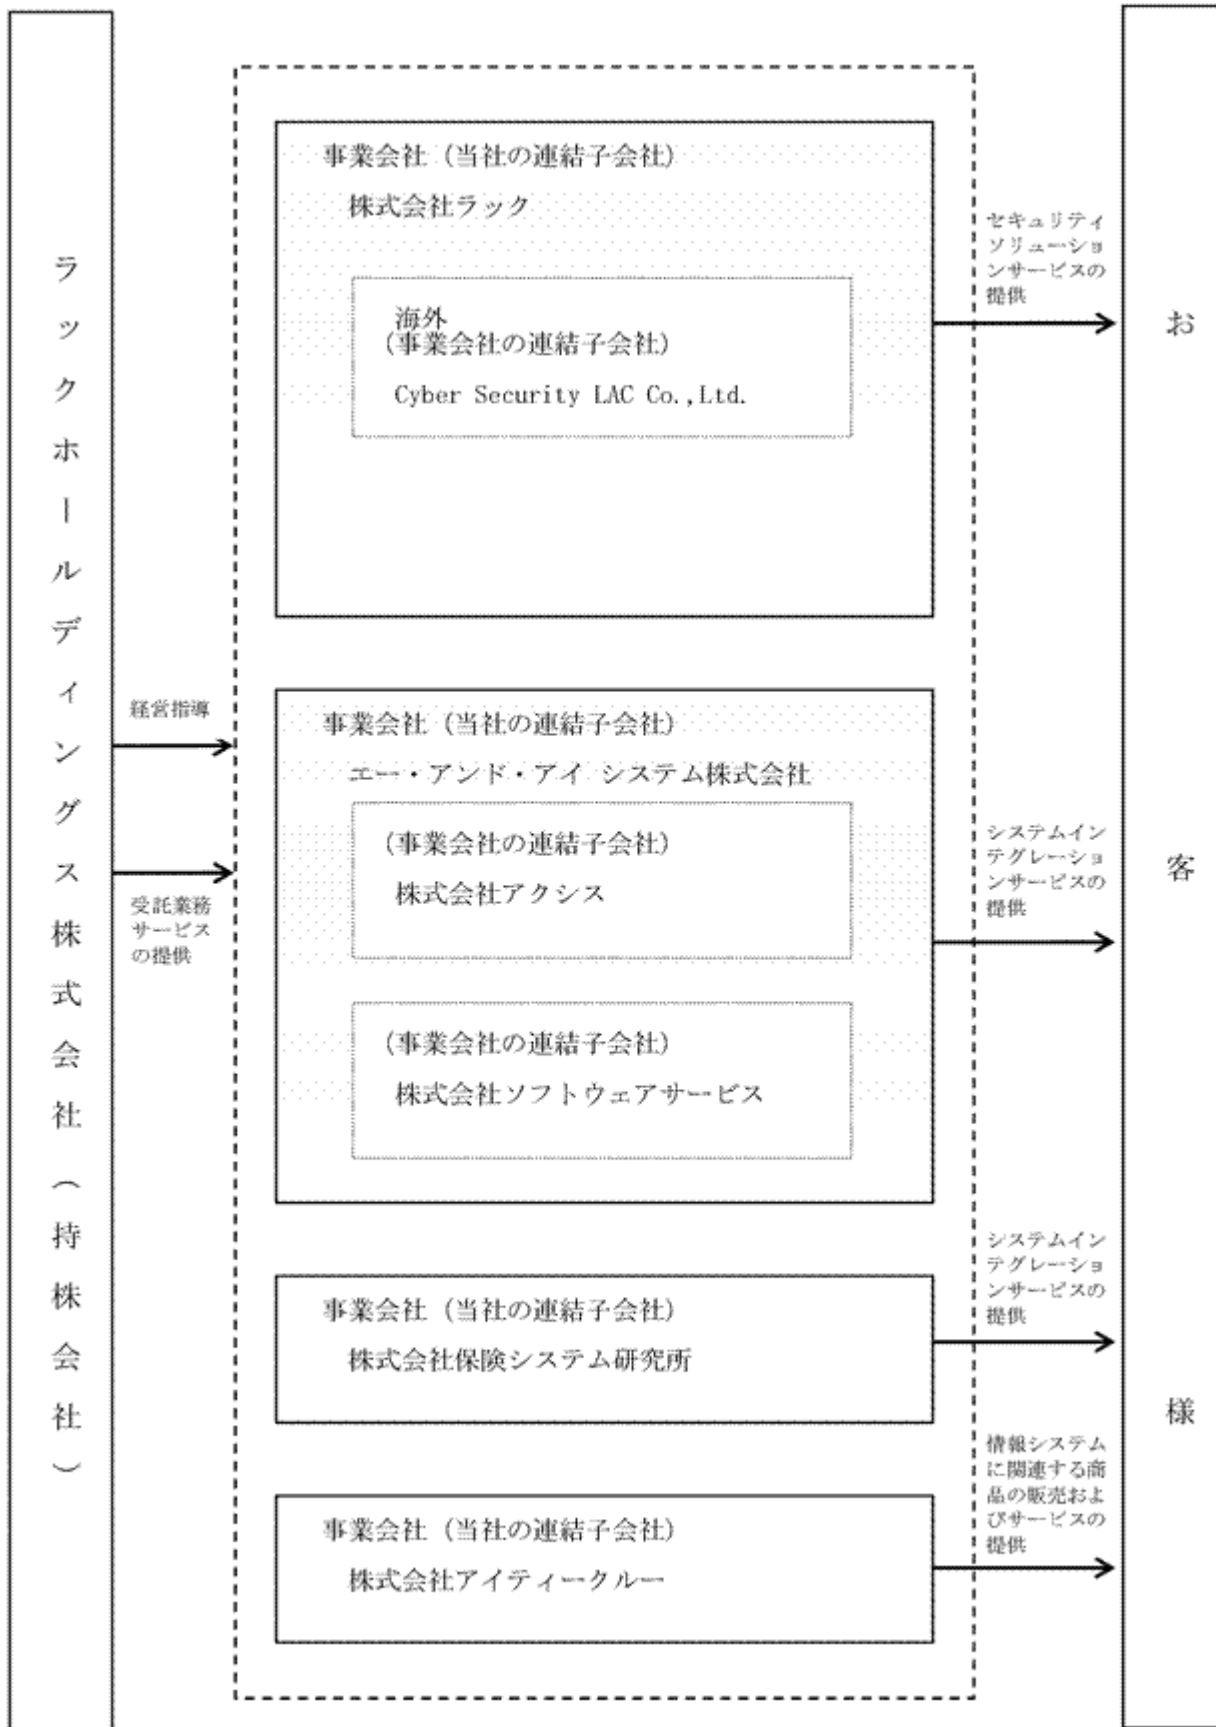 ラックホールディングス株式会社（持株会社）
経営指導
受託業務
サービス
の提供
事業会社（当社の連結子会社）
株式会社ラック
海外
（事業会社の連結子会社）
Cyber Security LAC Co.,Ltd.
セキュリティ
ソリューショ
ンサービスの
提供
事業会社（当社の連結子会社）
エー・アンド・アイ システム株式会社
（事業会社の連結子会社）
株式会社アクシス
（事業会社の連結子会社）
株式会社ソフトウェアサービス
システムイン
テグレーショ
ンサービスの
提供
事業会社（当社の連結子会社）
株式会社保険システム研究所
システムイン
テグレーショ
ンサービスの
提供
事業会社（当社の連結子会社）
株式会社アイティークルー
情報システム
に関連する商
品の販売およ
びサービスの
提供
お客様